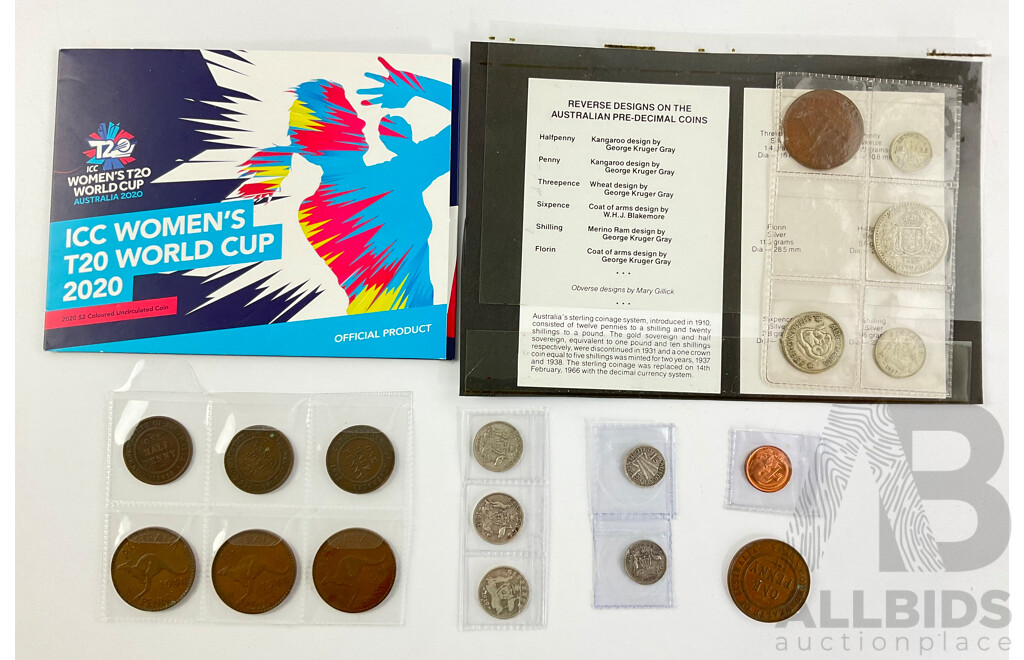 T20
ICC
WOMEN'S T20
WORLD CUP
AUSTRALIA 2020
ICC WOMEN'S
T20 WORLD CUP
2020
2020 $2 Coloured Uncirculated Coin
OFFICIAL PRODUCT
REVERSE DESIGNS ON THE
AUSTRALIAN PRE-DECIMAL COINS
Halfpenny Kangaroo design by
George Kruger Gray
Penny Kangaroo design by
George Kruger Gray
Threepence Wheat design by
George Kruger Gray
Sixpence Coat of arms design by
W.H.J. Blakemore
Shilling Merino Ram design by
George Kruger Gray
Florin Coat of arms design by
George Kruger Gray
Obverse designs by Mary Gillick
Australia's sterling coinage system, introduced in 1910,
consisted of twelve pennies to a shilling and twenty
shillings to a pound. The gold sovereign and half
sovereign, equivalent to one pound and ten shillings
respectively, were discontinued in 1931 and a one crown
coin equal to five shillings was minted for two years, 1937
and 1938. The sterling coinage was replaced on 14th
February, 1966 with the decimal currency system.
Florin
Silver
grams
28.5 mm
Silver
ONE
HALF
PENNY
ONE
PENNY
AB
ALLBIDS
auctionplace